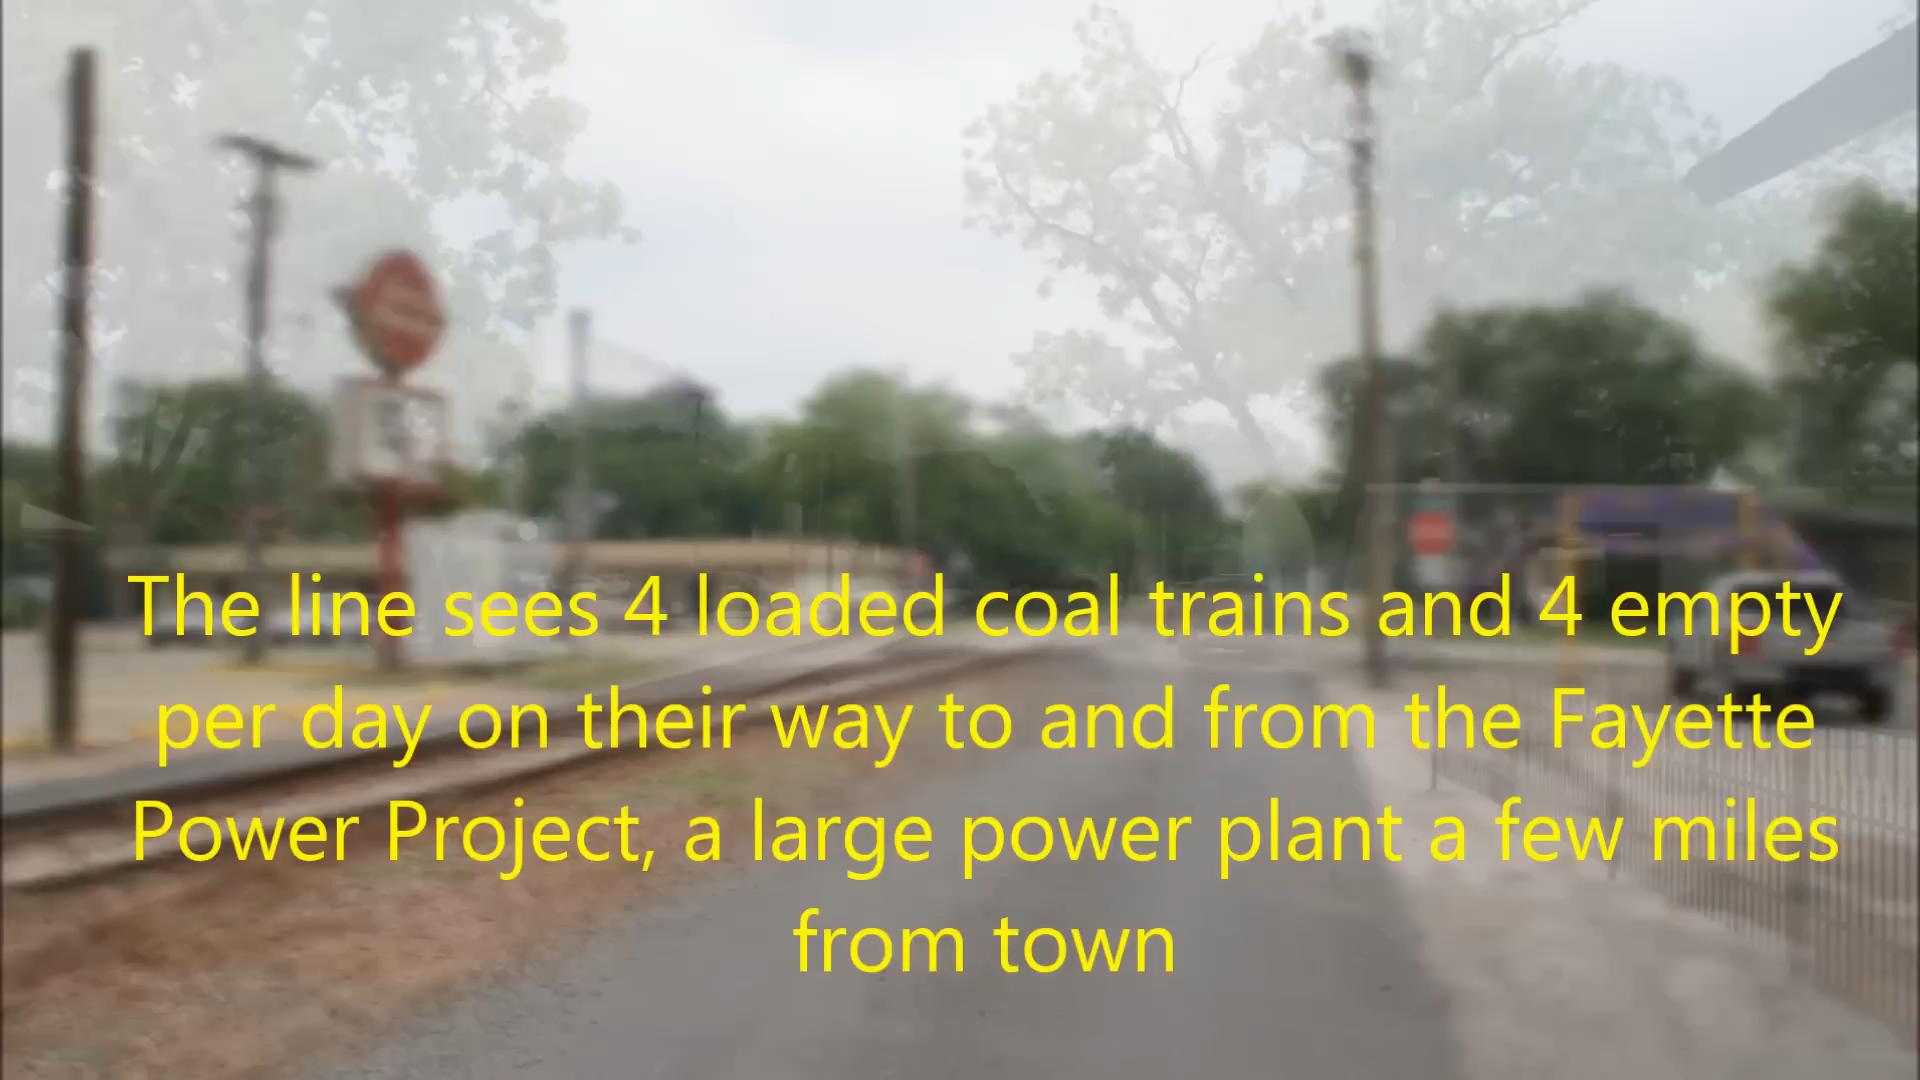 The line sees 4 loaded coal trains and 4 empty
per day on their way to and from the Fayette
Power Project, a large power plant a few miles
from town